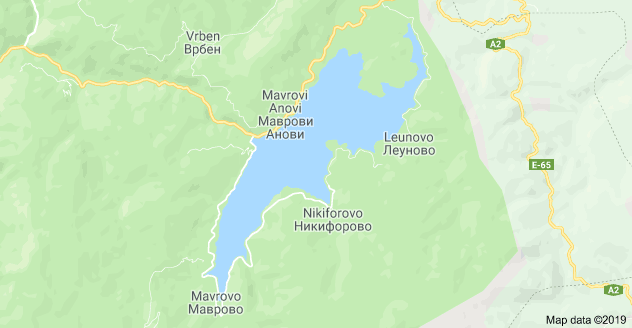 Vrben
Врбен
A2
Mavrovi
Anovi
Маврови
Анови
Leunovo
Леуново
E-65
Nikiforovo
Никифорово
Mavrovo
Маврово
A2
Map data ©2019